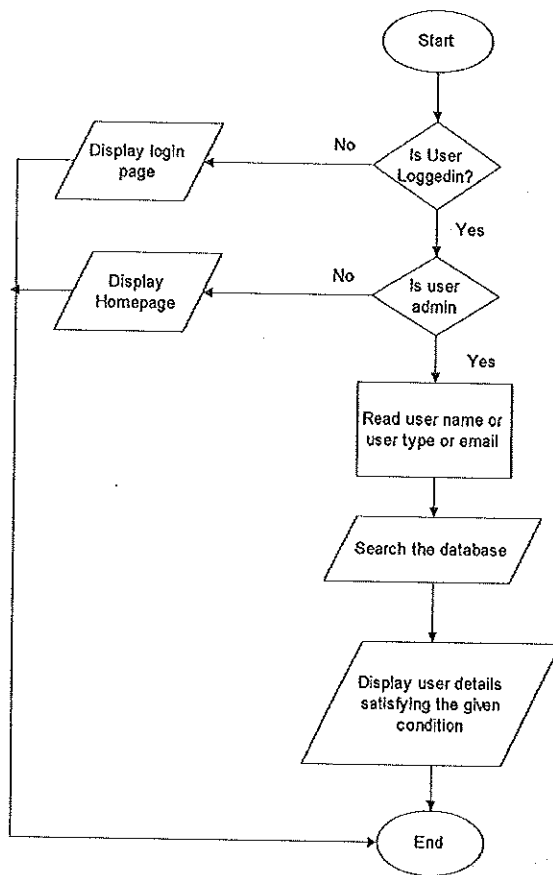 Start
Is User
Loggedin?
No
Display login
page
Yes
Is user
admin
No
Display
Homepage
Yes
Read user name or
user type or email
Search the database
Display user details
satisfying the given
condition
End